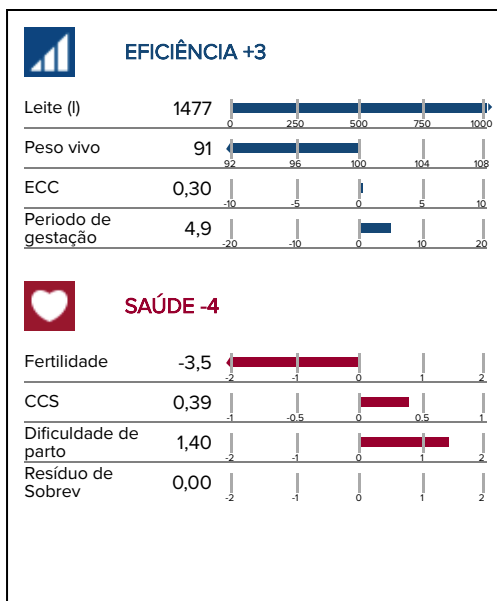 EFICIÊNCIA +3
Leite (l) 1477
0 250 500 750 1000
Peso vivo 91
92 96 100 104 108
ECC 0,30
-10 -5 0 5 10
Periodo de
gestação 4,9
-20 -10 0 10 20
SAÚDE -4
Fertilidade -3,5
-2 -1 0 1 2
CCS 0,39
-1 -0.5 0 0.5 1
Dificuldade de
parto 1,40
-2 -1 0 1 2
Resíduo de
Sobrev 0,00
-2 -1 0 1 2